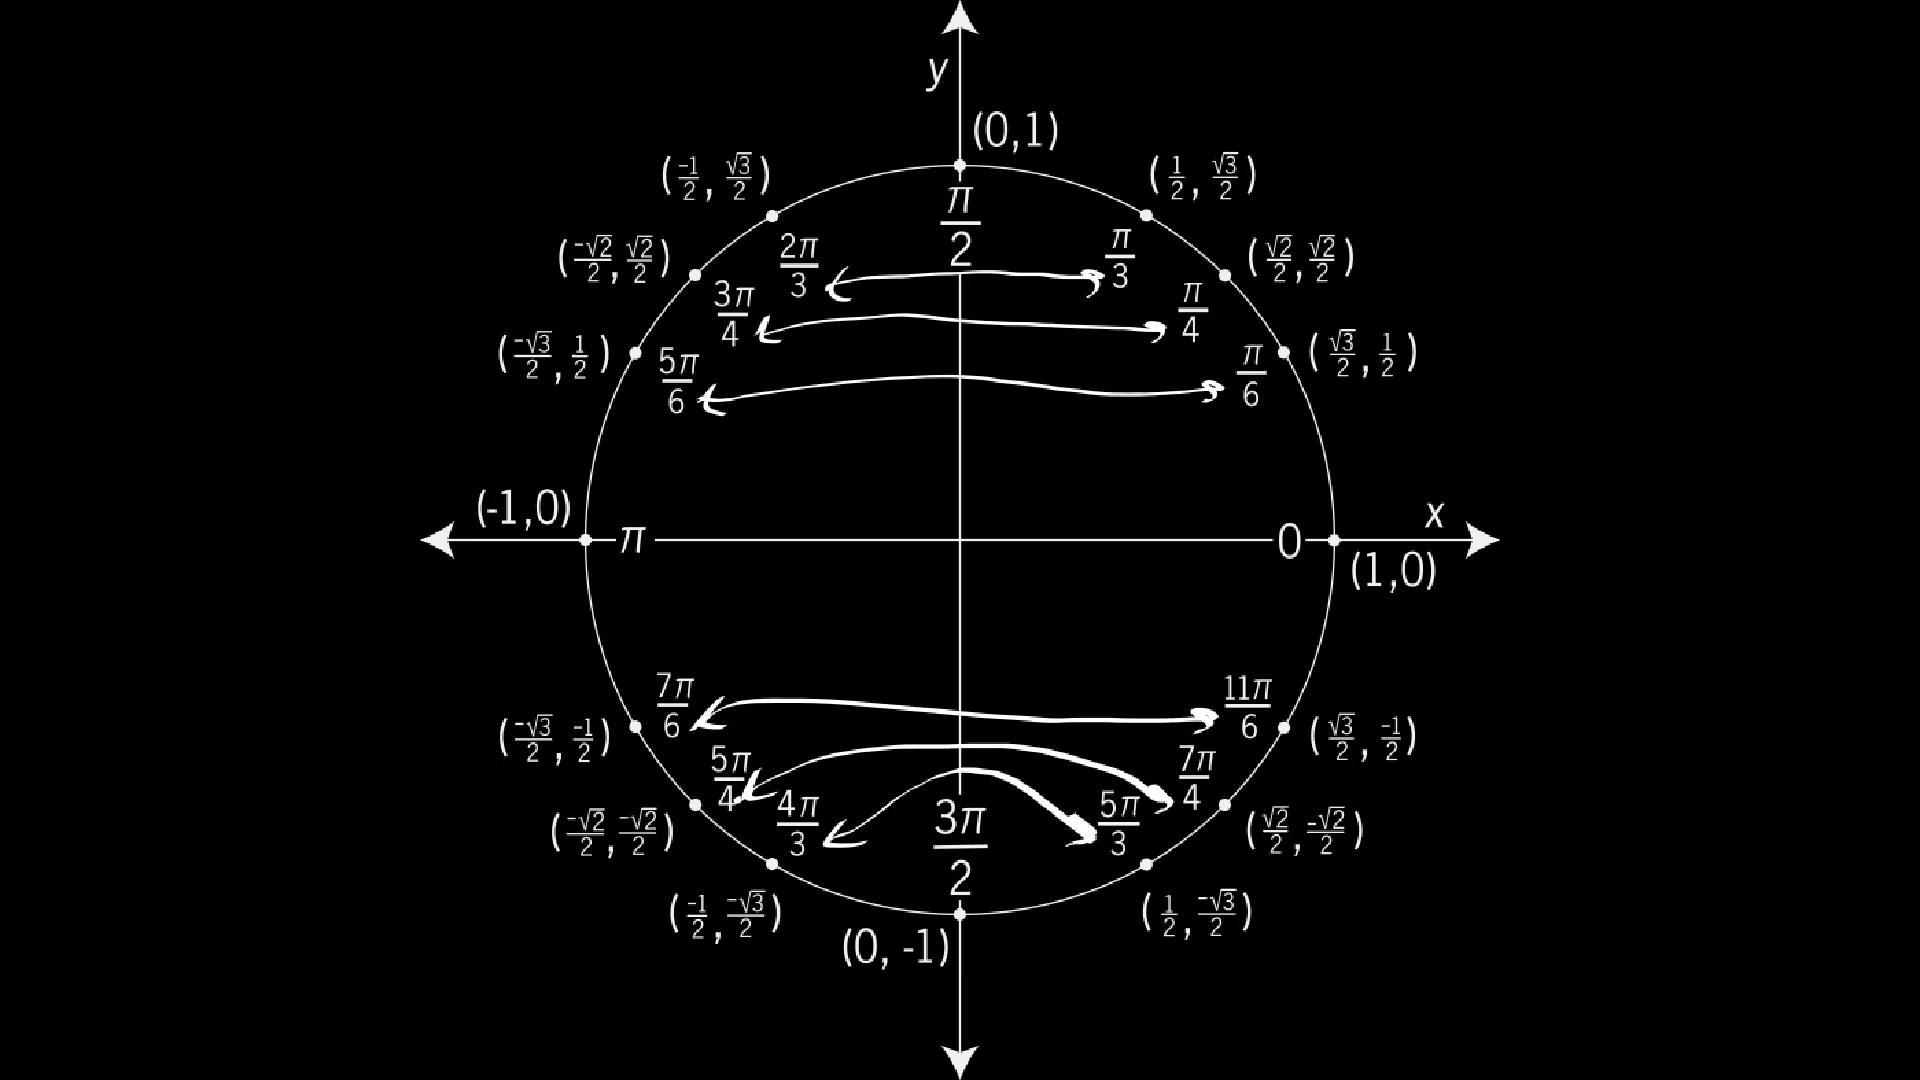 y
(0,1)
(-1/2, √3/2)
(1/2, √3/2)
π/2
(-√2/2, √2/2)
2π/3
π/3
(√2/2, √2/2)
3π/4
π/4
(-√3/2, 1/2)
5π/6
π/6
(√3/2, 1/2)
(-1,0)
x
π
0
(1,0)
7π/6
11π/6
(-√3/2, -1/2)
(√3/2, -1/2)
5π/4
7π/4
4π/3
3π/2
5π/3
(-√2/2, -√2/2)
(√2/2, -√2/2)
(-1/2, -√3/2)
(1/2, -√3/2)
(0, -1)